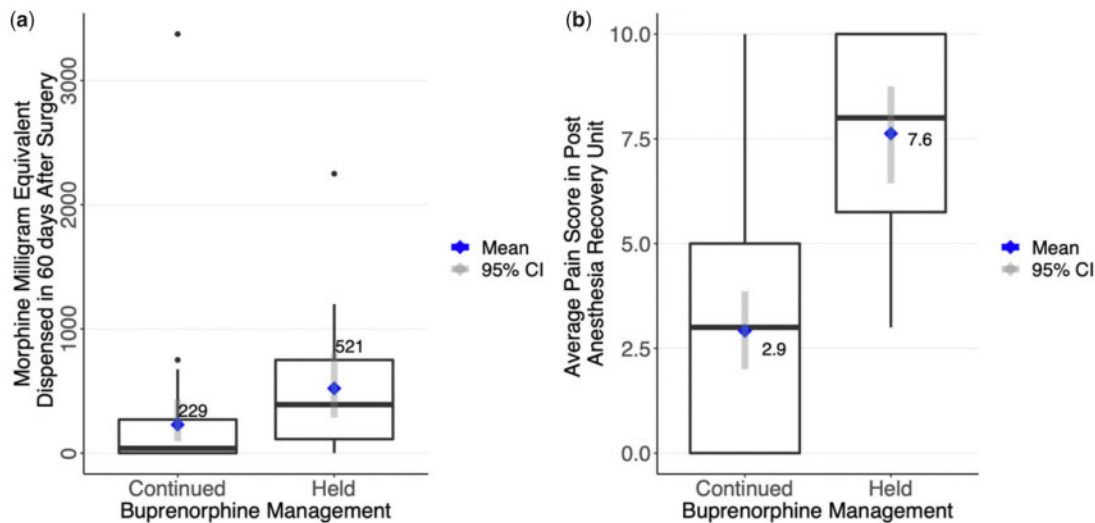 (a)
Morphine Milligram Equivalent
Dispensed in 60 days After Surgery
3000
2000
1000
0
229
521
Continued
Held
Buprenorphine Management
Mean
95% CI
(b)
Average Pain Score in Post
Anesthesia Recovery Unit
10.0
7.5
5.0
2.5
0.0
2.9
7.6
Continued
Held
Buprenorphine Management
Mean
95% CI